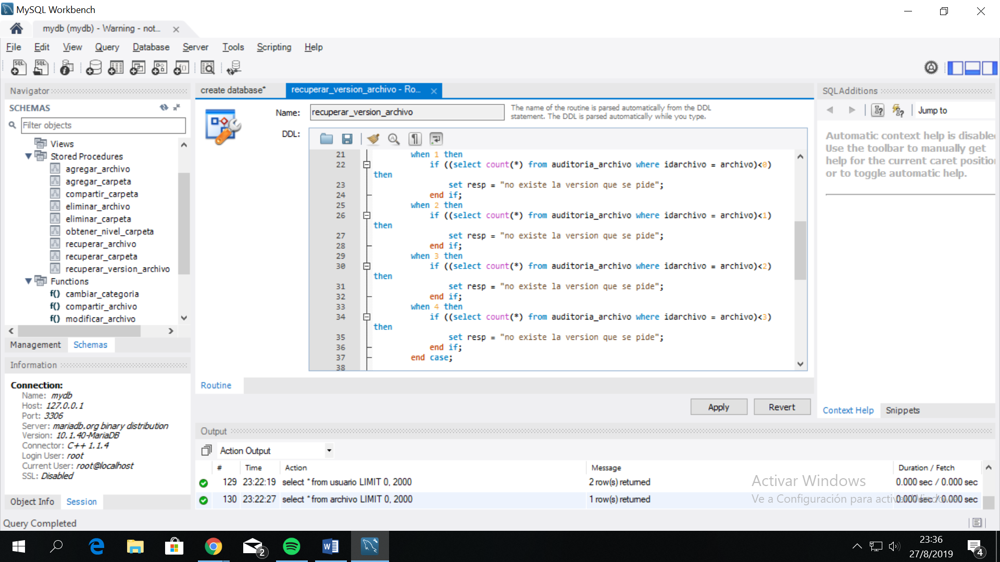 MySQL Workbench
mydb (mydb) - Warning - not...
File Edit View Query Database Server Tools Scripting Help
Navigator
SCHEMAS
Filter objects
Views
Stored Procedures
agregar_archivo
agregar_carpeta
compartir_carpeta
eliminar_archivo
eliminar_carpeta
obtener_nivel_carpeta
recuperar_archivo
recuperar_carpeta
recuperar_version_archivo
Functions
f() cambiar_categoria
f() compartir_archivo
f() modificar_archivo
Management Schemas
Information
Connection:
Name: mydb
Host: 127.0.0.1
Port: 3306
Server: mariadb.org binary distribution
Version: 10.1.40-MariaDB
Connector: C++ 1.1.4
Login User: root
Current User: root@localhost
SSL: Disabled
Object Info Session
Query Completed
create database* recuperar_version_archivo - Ro...
Name: recuperar_version_archivo
The name of the routine is parsed automatically from the DDL
statement. The DDL is parsed automatically while you type.
DDL:
21 when 1 then
22 if ((select count(*) from auditoria_archivo where idarchivo = archivo)<0)
then
23 set resp = "no existe la version que se pide";
24 end if;
25 when 2 then
26 if ((select count(*) from auditoria_archivo where idarchivo = archivo)<1)
then
27 set resp = "no existe la version que se pide";
28 end if;
29 when 3 then
30 if ((select count(*) from auditoria_archivo where idarchivo = archivo)<2)
then
31 set resp = "no existe la version que se pide";
32 end if;
33 when 4 then
34 if ((select count(*) from auditoria_archivo where idarchivo = archivo)<3)
then
35 set resp = "no existe la version que se pide";
36 end if;
37 end case;
38
Routine
Apply Revert
SQLAdditions
Jump to
Automatic context help is disable
Use the toolbar to manually get
help for the current caret positio
or to toggle automatic help.
Context Help Snippets
Output
Action Output
# Time Action Message Duration / Fetch
129 23:22:19 select * from usuario LIMIT 0, 2000 2 row(s) returned 0.000 sec / 0.000 sec
130 23:22:27 select * from archivo LIMIT 0, 2000 1 row(s) returned 0.000 sec / 0.000 sec
Activar Windows
Ve a Configuración para activar Windows.
2
23:36
27/8/2019
4